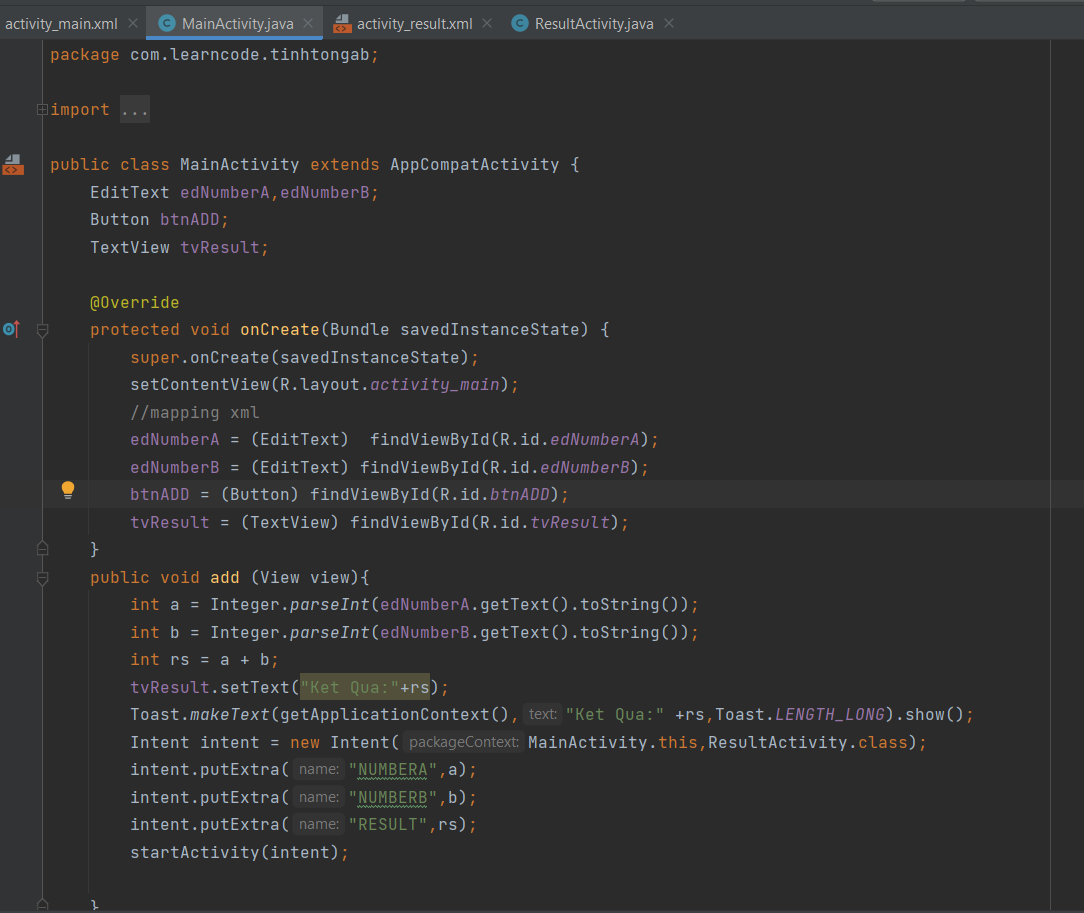 activity_main.xml MainActivity.java activity_result.xml ResultActivity.java
package com.learncode.tinhtongab;
import ...
public class MainActivity extends AppCompatActivity {
EditText edNumberA,edNumberB;
Button btnADD;
TextView tvResult;
@Override
protected void onCreate(Bundle savedInstanceState) {
super.onCreate(savedInstanceState);
setContentView(R.layout.activity_main);
//mapping xml
edNumberA = (EditText)  findViewById(R.id.edNumberA);
edNumberB = (EditText) findViewById(R.id.edNumberB);
btnADD = (Button) findViewById(R.id.btnADD);
tvResult = (TextView) findViewById(R.id.tvResult);
}
public void add (View view){
int a = Integer.parseInt(edNumberA.getText().toString());
int b = Integer.parseInt(edNumberB.getText().toString());
int rs = a + b;
tvResult.setText("Ket Qua:"+rs);
Toast.makeText(getApplicationContext(), text: "Ket Qua:" +rs,Toast.LENGTH_LONG).show();
Intent intent = new Intent( packageContext: MainActivity.this,ResultActivity.class);
intent.putExtra( name: "NUMBERA",a);
intent.putExtra( name: "NUMBERB",b);
intent.putExtra( name: "RESULT",rs);
startActivity(intent);
}